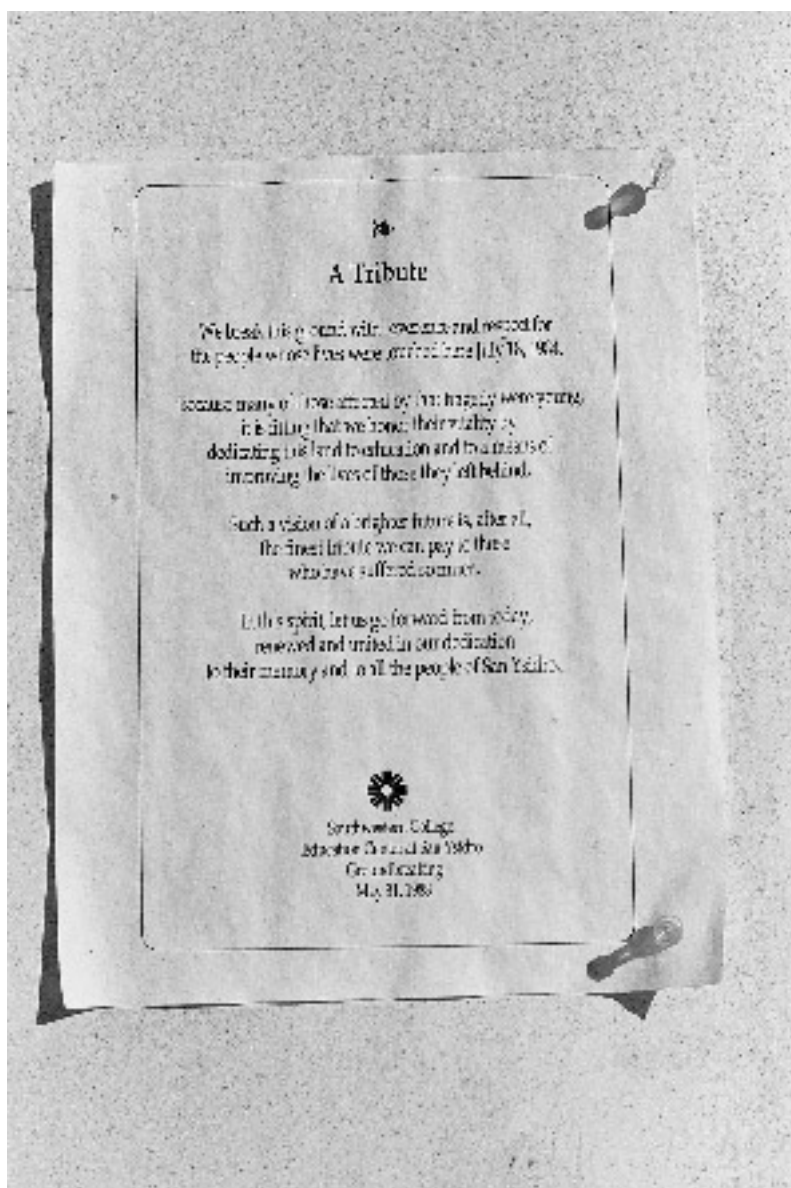 A Tribute
We break this ground with reverence and respect for
the people whose lives were touched here July 18, 1984.
Because many of those affected by that tragedy were young,
it is fitting that we honor their vitality by
dedicating this land to education and to a means of
improving the lives of those they left behind.
Such a vision of a brighter future is, after all,
the finest tribute we can pay to those
who have suffered sorrow.
In this spirit, let us go forward from today,
renewed and united in our dedication
to their memory and to all the people of San Ysidro.
Southwestern College
Education Center at San Ysidro
Groundbreaking
May 31,